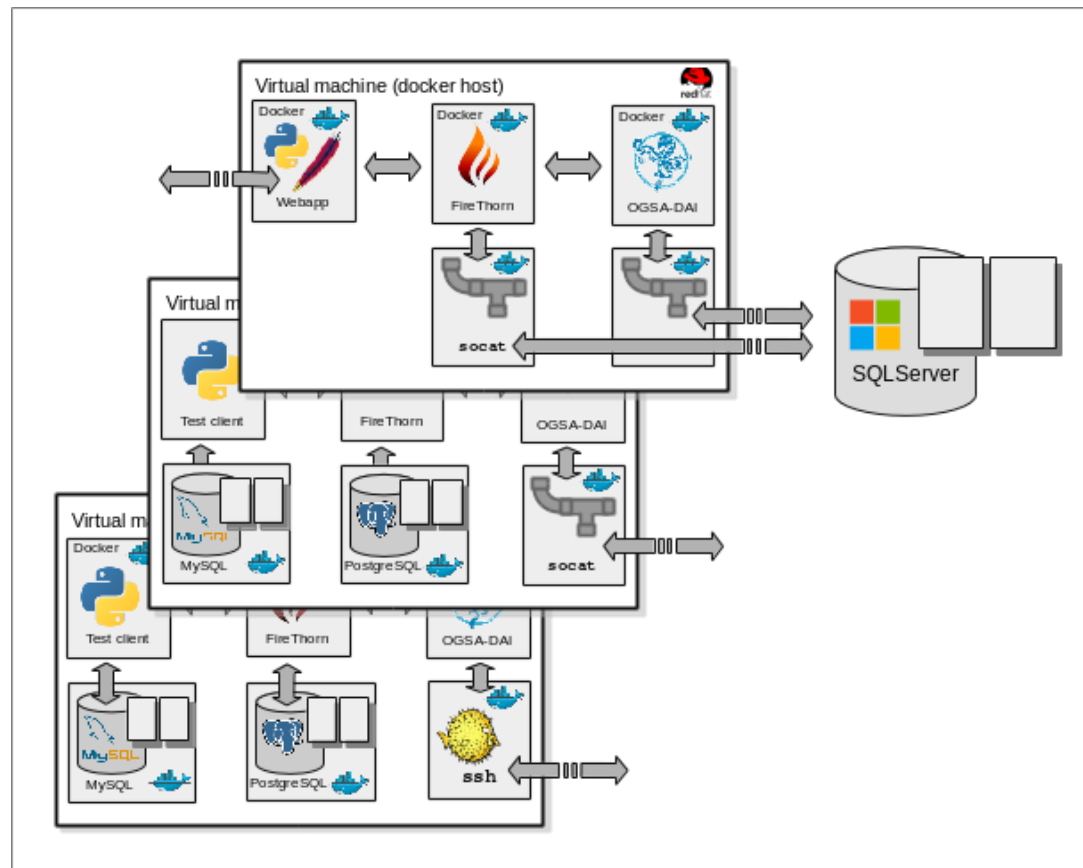 Virtual machine (docker host)
redhat
Docker
Docker
Docker
Webapp
FireThorn
OGSA-DAI
socat
SQLServer
Virtual m
Test client
FireThorn
OGSA-DAI
MySQL
MySQL
PostgreSQL
socat
Virtual m
Docker
Test client
FireThorn
OGSA-DAI
MySQL
MySQL
PostgreSQL
ssh